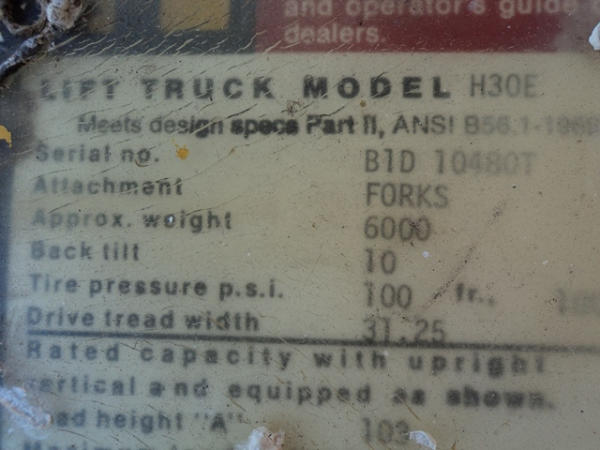 and operator's guide
dealers.
LIFT TRUCK MODEL H30E
Meets design specs Part II, ANSI B56.1-1969
Serial no. B1D 10480T
Attachment FORKS
Approx. weight 6000
Back tilt 10
Tire pressure p.s.i. 100 fr.,
Drive tread width 31.25
Rated capacity with upright
vertical and equipped as shown.
Load height "A" 103